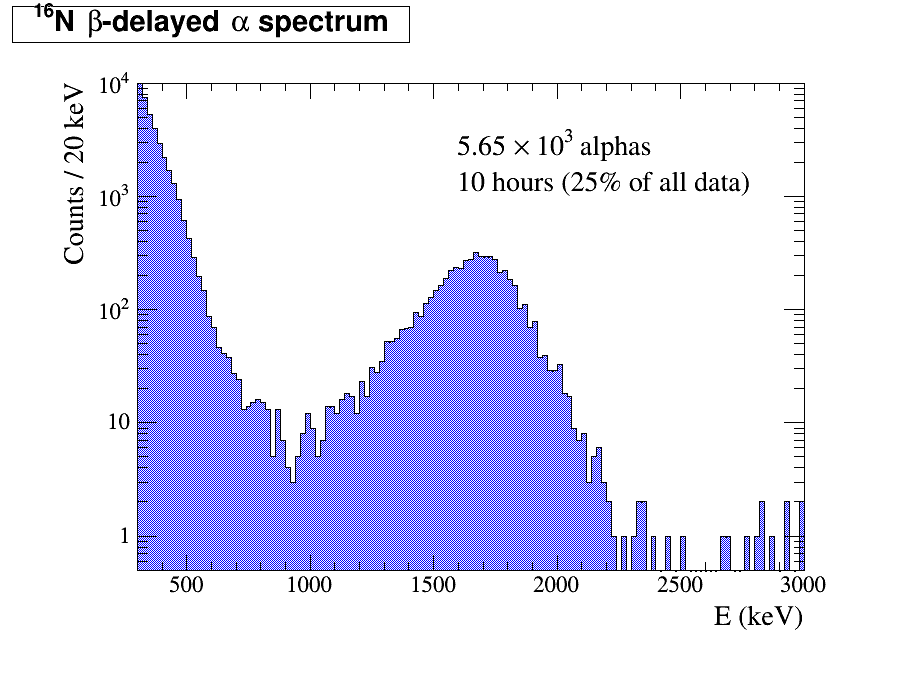 ¹⁶N β-delayed α spectrum
Counts / 20 keV
10⁴
10³
10²
10
1
5.65 × 10³ alphas
10 hours (25% of all data)
500 1000 1500 2000 2500 3000
E (keV)